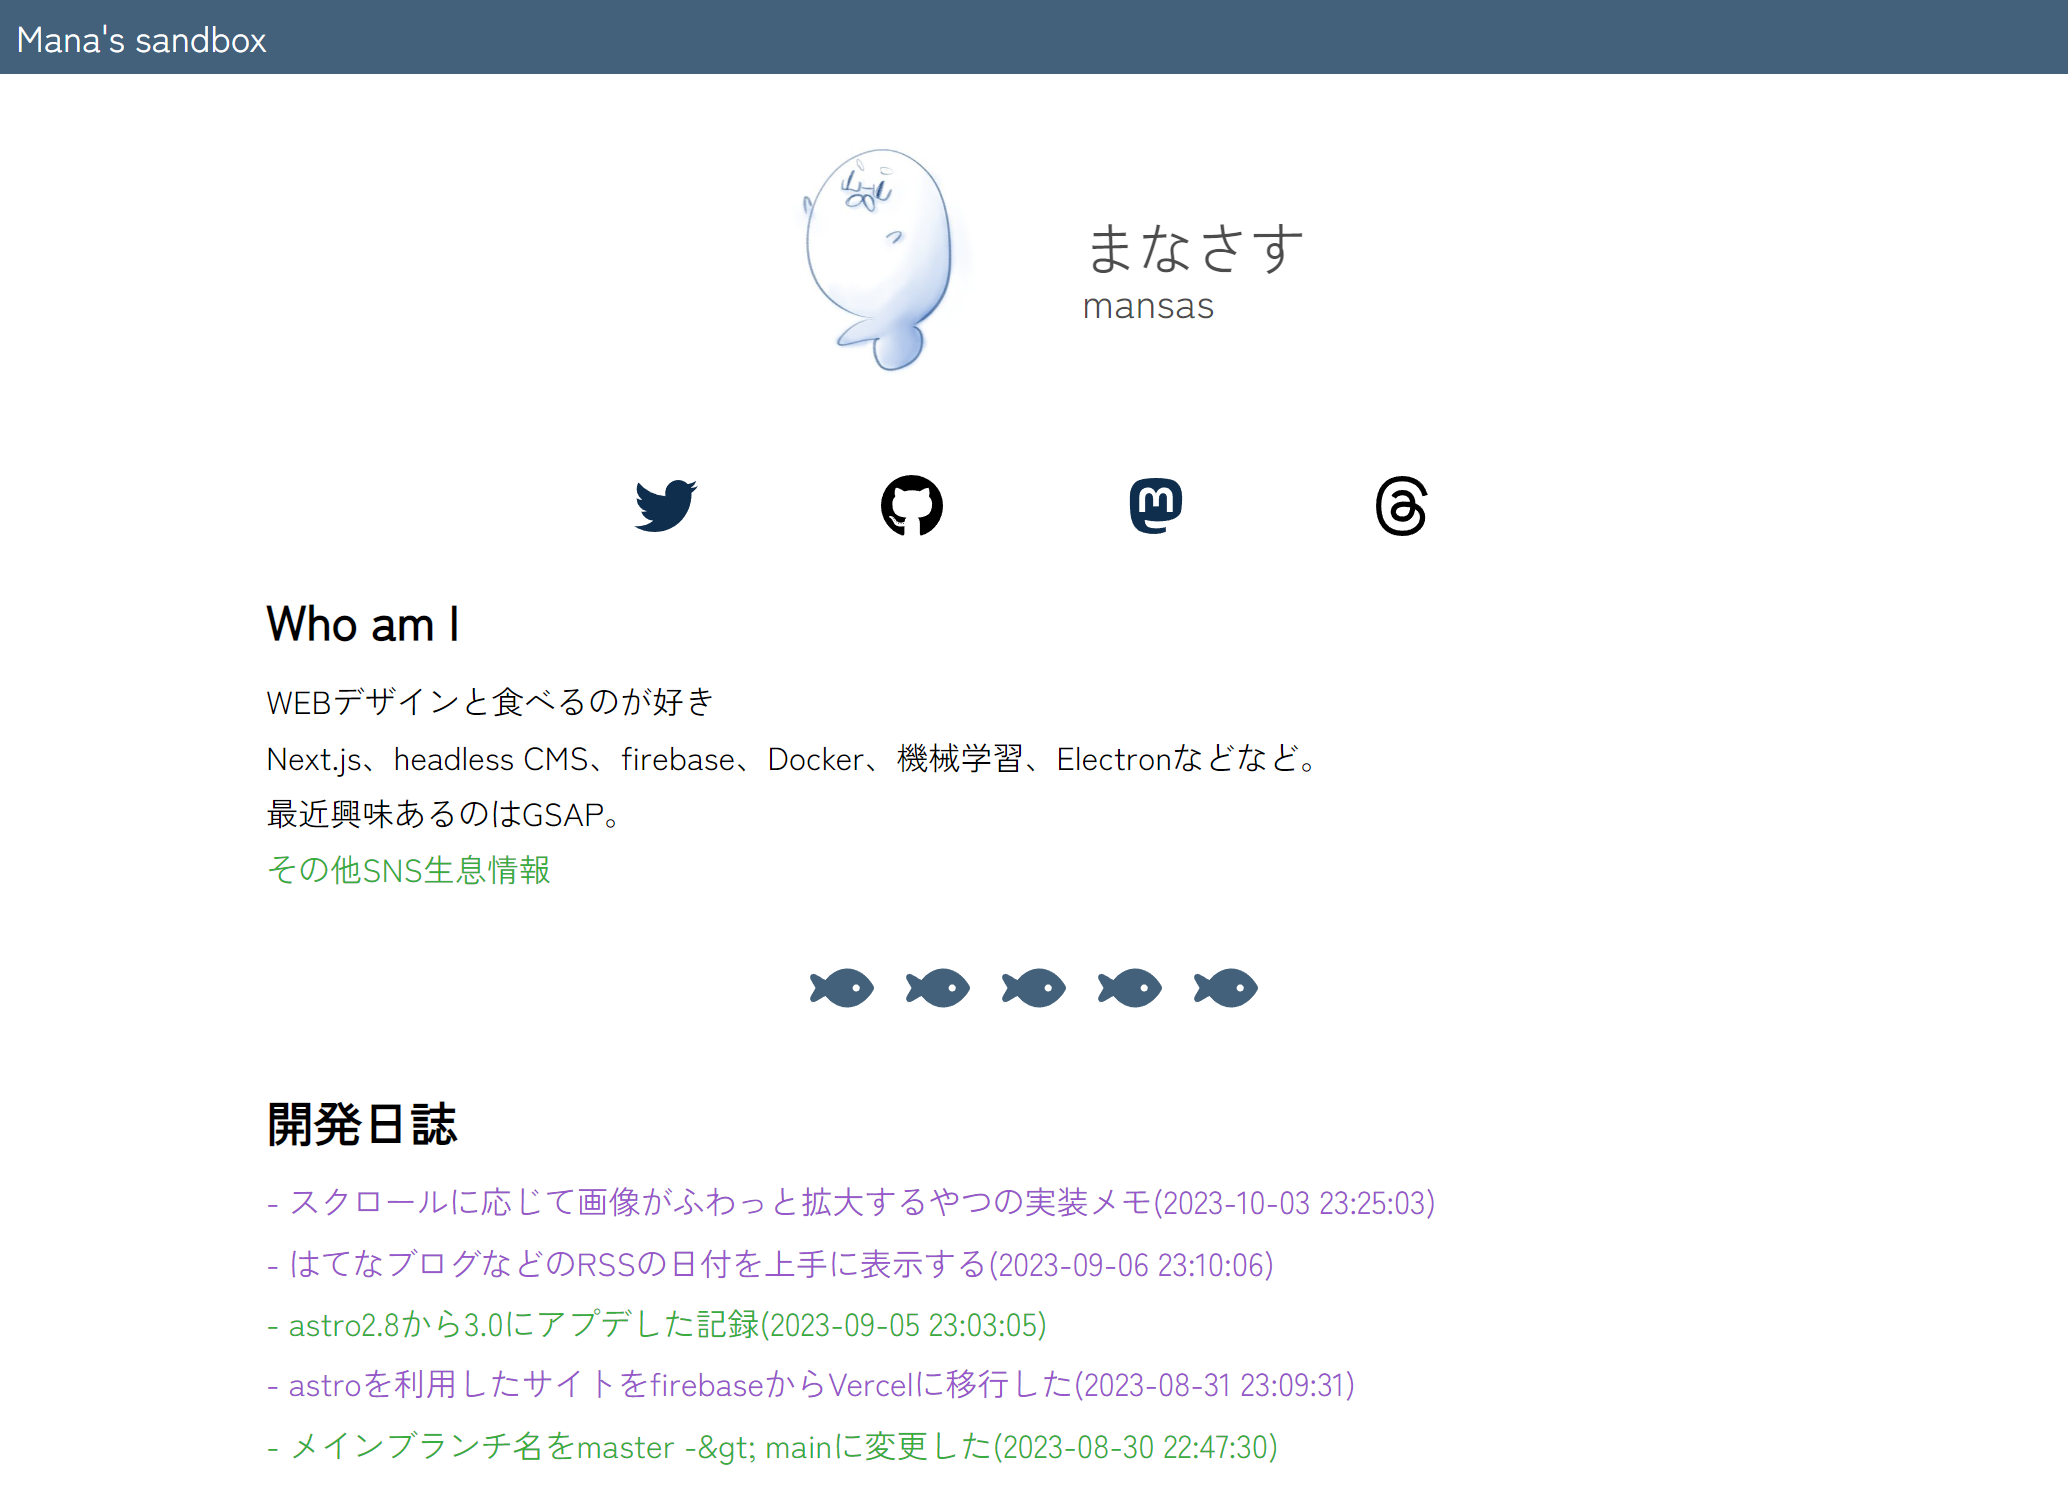 Mana's sandbox
まなさす
mansas
Who am I
WEBデザインと食べるのが好き
Next.js、headless CMS、firebase、Docker、機械学習、Electronなどなど。
最近興味あるのはGSAP。
その他SNS生息情報
開発日誌
- スクロールに応じて画像がふわっと拡大するやつの実装メモ(2023-10-03 23:25:03)
- はてなブログなどのRSSの日付を上手に表示する(2023-09-06 23:10:06)
- astro2.8から3.0にアプデした記録(2023-09-05 23:03:05)
- astroを利用したサイトをfirebaseからVercelに移行した(2023-08-31 23:09:31)
- メインブランチ名をmaster -&gt; mainに変更した(2023-08-30 22:47:30)